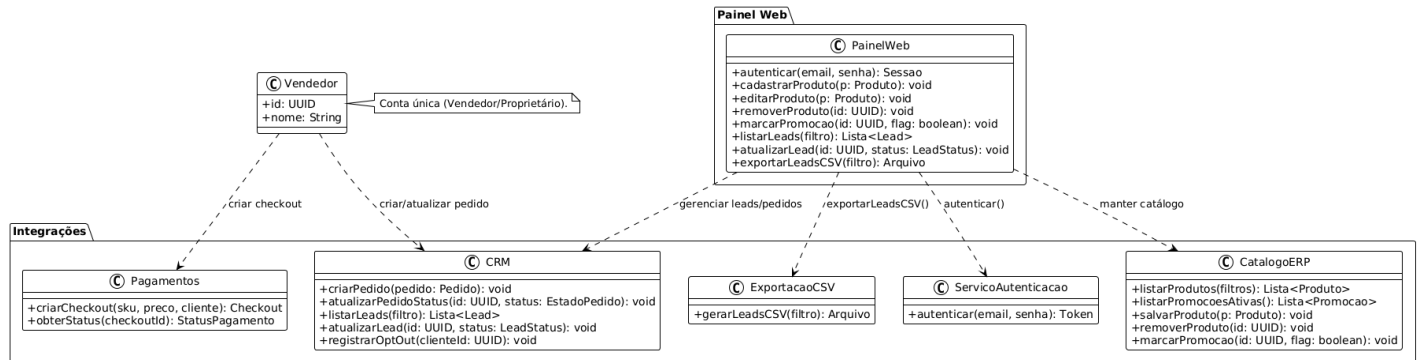 Painel Web
C PainelWeb
+autenticar(email, senha): Sessao
+cadastrarProduto(p: Produto): void
+editarProduto(p: Produto): void
+removerProduto(id: UUID): void
+marcarPromocao(id: UUID, flag: boolean): void
+listarLeads(filtro): Lista<Lead>
+atualizarLead(id: UUID, status: LeadStatus): void
+exportarLeadsCSV(filtro): Arquivo
C Vendedor
+id: UUID
+nome: String
Conta única (Vendedor/Proprietário).
criar checkout
criar/atualizar pedido
gerenciar leads/pedidos
exportarLeadsCSV()
autenticar()
manter catálogo
Integrações
C Pagamentos
+criarCheckout(sku, preco, cliente): Checkout
+obterStatus(checkoutId): StatusPagamento
C CRM
+criarPedido(pedido: Pedido): void
+atualizarPedidoStatus(id: UUID, status: EstadoPedido): void
+listarLeads(filtro): Lista<Lead>
+atualizarLead(id: UUID, status: LeadStatus): void
+registrarOptOut(clienteId: UUID): void
C ExportacaoCSV
+gerarLeadsCSV(filtro): Arquivo
C ServicoAutenticacao
+autenticar(email, senha): Token
C CatalogoERP
+listarProdutos(filtros): Lista<Produto>
+listarPromocoesAtivas(): Lista<Promocao>
+salvarProduto(p: Produto): void
+removerProduto(id: UUID): void
+marcarPromocao(id: UUID, flag: boolean): void